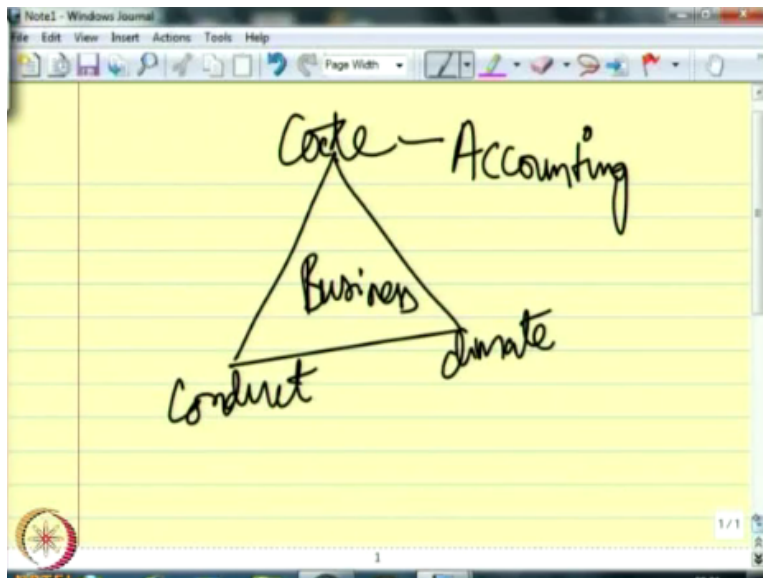 Note1 - Windows Journal
File Edit View Insert Actions Tools Help
Page Width
Code - Accounting
Business
Conduct
climate
1/1
1
NPTEL